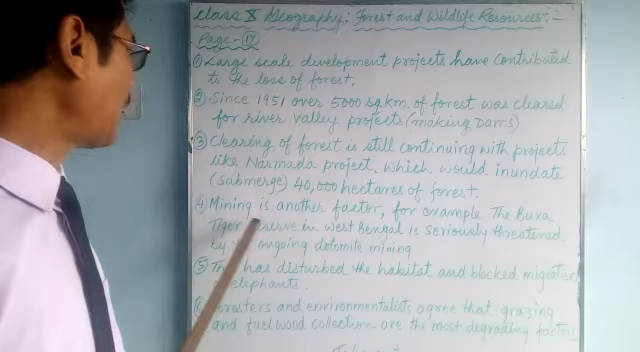 Class X Geography: Forest and Wildlife Resources:-
Page-17
① Large scale development projects have contributed
to the loss of forest.
② Since 1951 over 5000 sq.km. of forest was cleared
for river valley projects (making Dams)
③ Clearing of forest is still continuing with projects
like Narmada project. which would inundate
(submerge) 40,000 hectares of forest.
④ Mining is another factor, for example The Buxa
Tiger in West Bengal is seriously threatened
by ongoing dolomite mining
⑤ has disturbed the habitat and blocked migration
elephants.
Foresters and environmentalists agree that grazing
and fuel wood collection are the most degrading factors